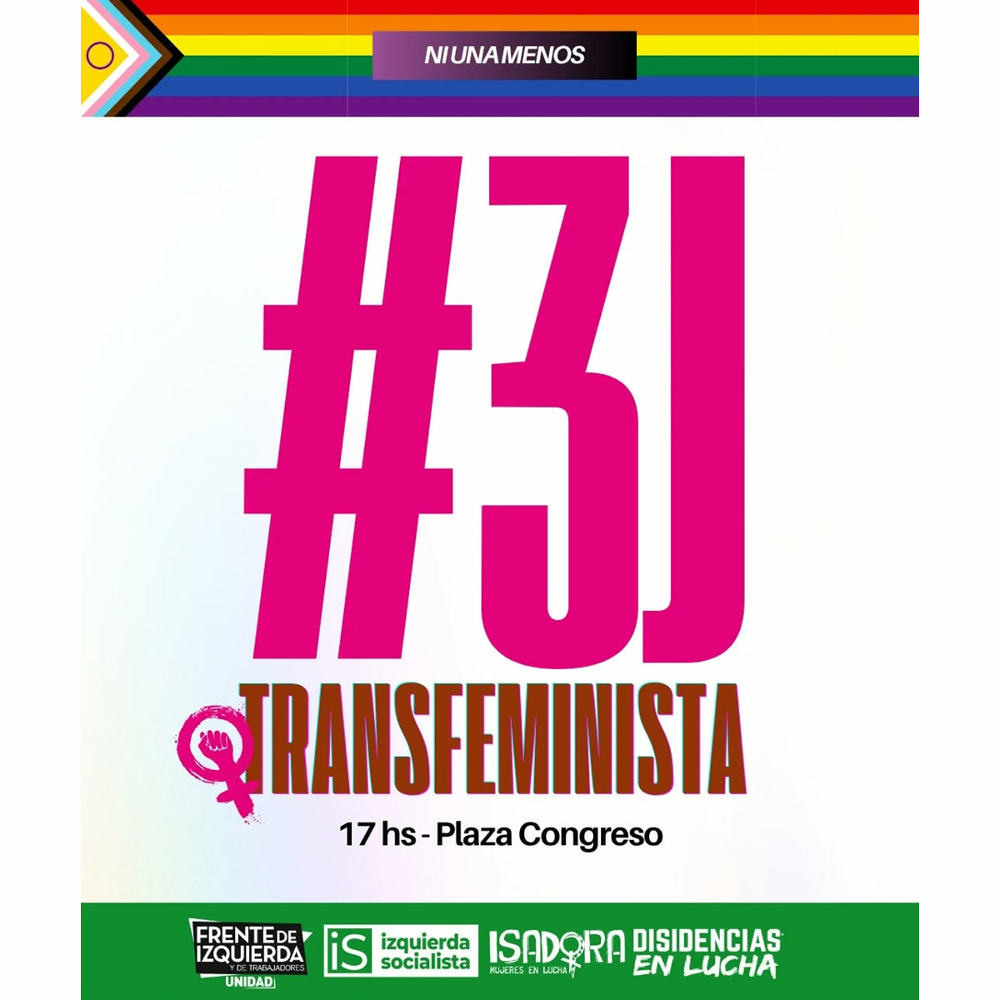 NI UNA MENOS
#3J
TRANSFEMINISTA
17 hs - Plaza Congreso
FRENTE DE
IZQUIERDA
Y DE TRABAJADORES
UNIDAD
iS
izquierda
socialista
ISADORA
MUJERES EN LUCHA
DISIDENCIAS
EN LUCHA